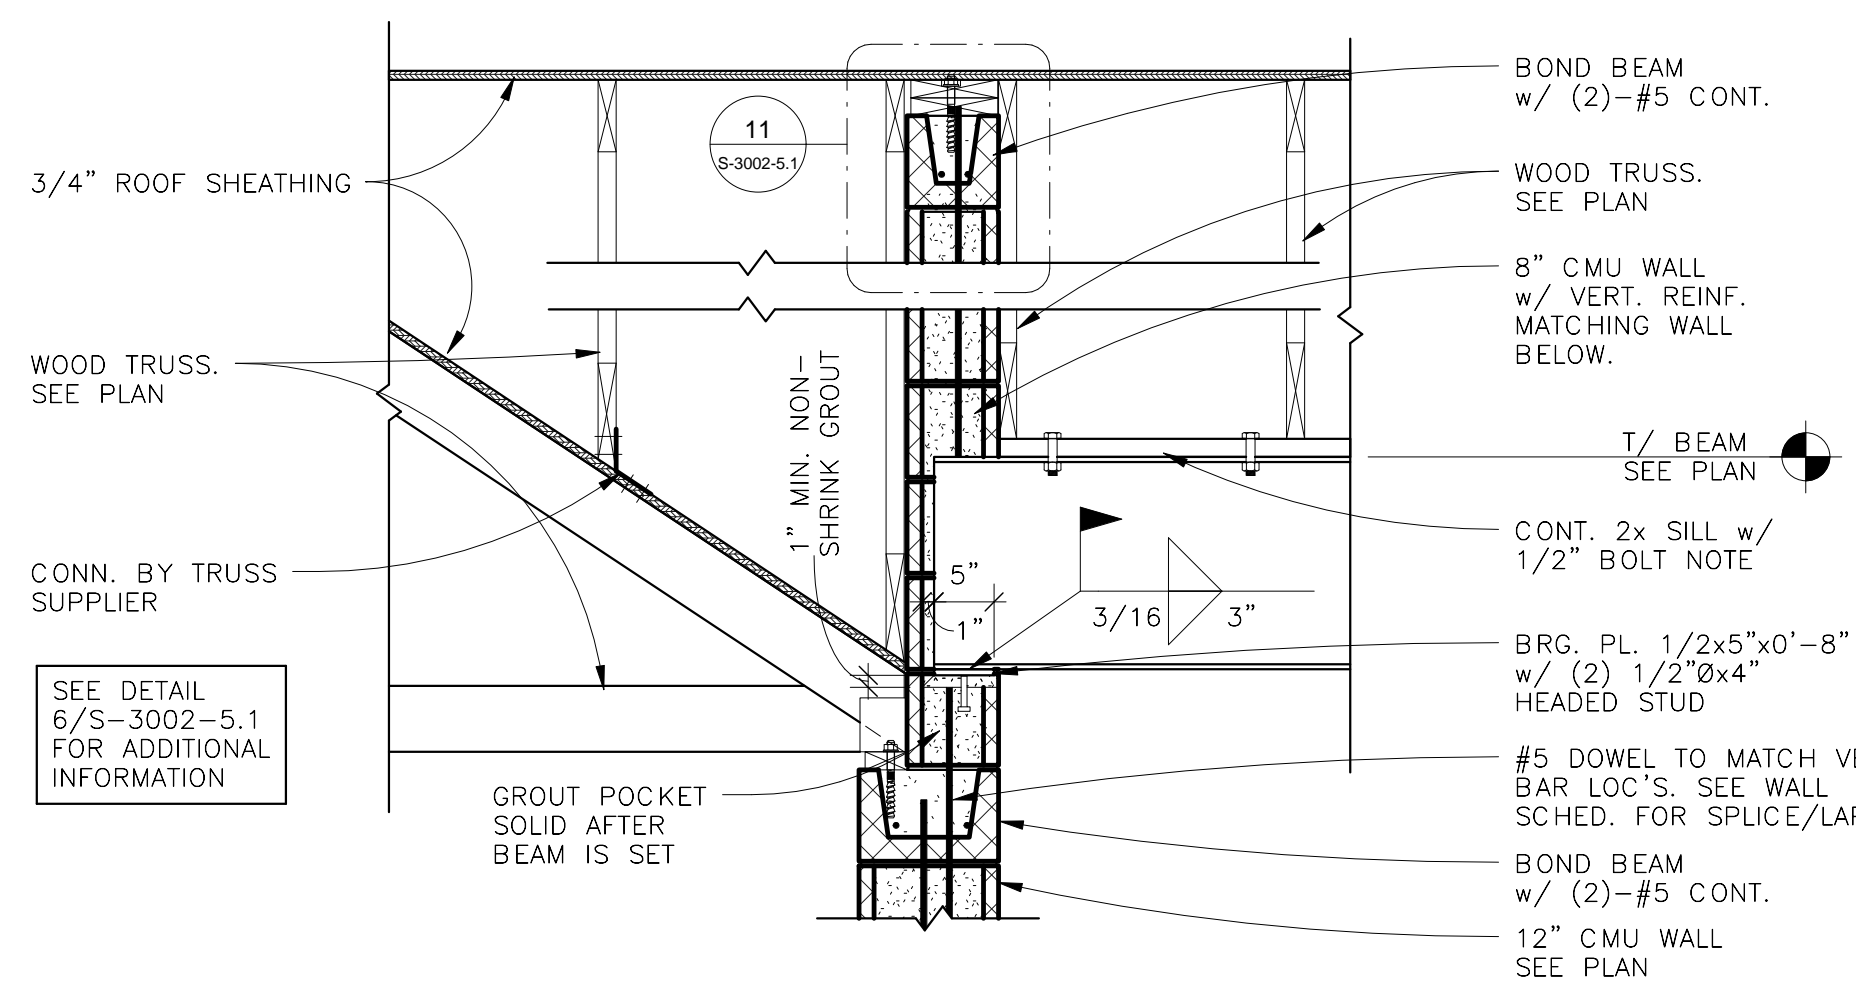 3/4” ROOF SHEATHING
WOOD TRUSS.
SEE PLAN
CONN. BY TRUSS
SUPPLIER
SEE DETAIL
6/S-3002-5.1
FOR ADDITIONAL
INFORMATION
11
S-3002-5.1
1” MIN. NON-
SHRINK GROUT
5”
1”
3/16
3”
GROUT POCKET
SOLID AFTER
BEAM IS SET
BOND BEAM
w/ (2)-#5 CONT.
WOOD TRUSS.
SEE PLAN
8” CMU WALL
w/ VERT. REINF.
MATCHING WALL
BELOW.
T/ BEAM
SEE PLAN
CONT. 2x SILL w/
1/2” BOLT NOTE
BRG. PL. 1/2x5”x0’-8”
w/ (2) 1/2”Øx4”
HEADED STUD
#5 DOWEL TO MATCH
BAR LOC’S. SEE WALL
SCHED. FOR
BOND BEAM
w/ (2)-#5 CONT.
12” CMU WALL
SEE PLAN